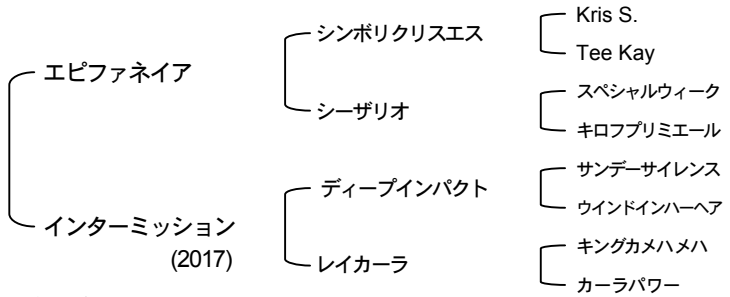 エピファネイア
インターミッション
(2017)
シンボリクリスエス
シーザリオ
ディープインパクト
レイカーラ
Kris S.
Tee Kay
スペシャルウィーク
キロフプリミエール
サンデーサイレンス
ウインドインハーヘア
キングカメハメハ
カーラパワー